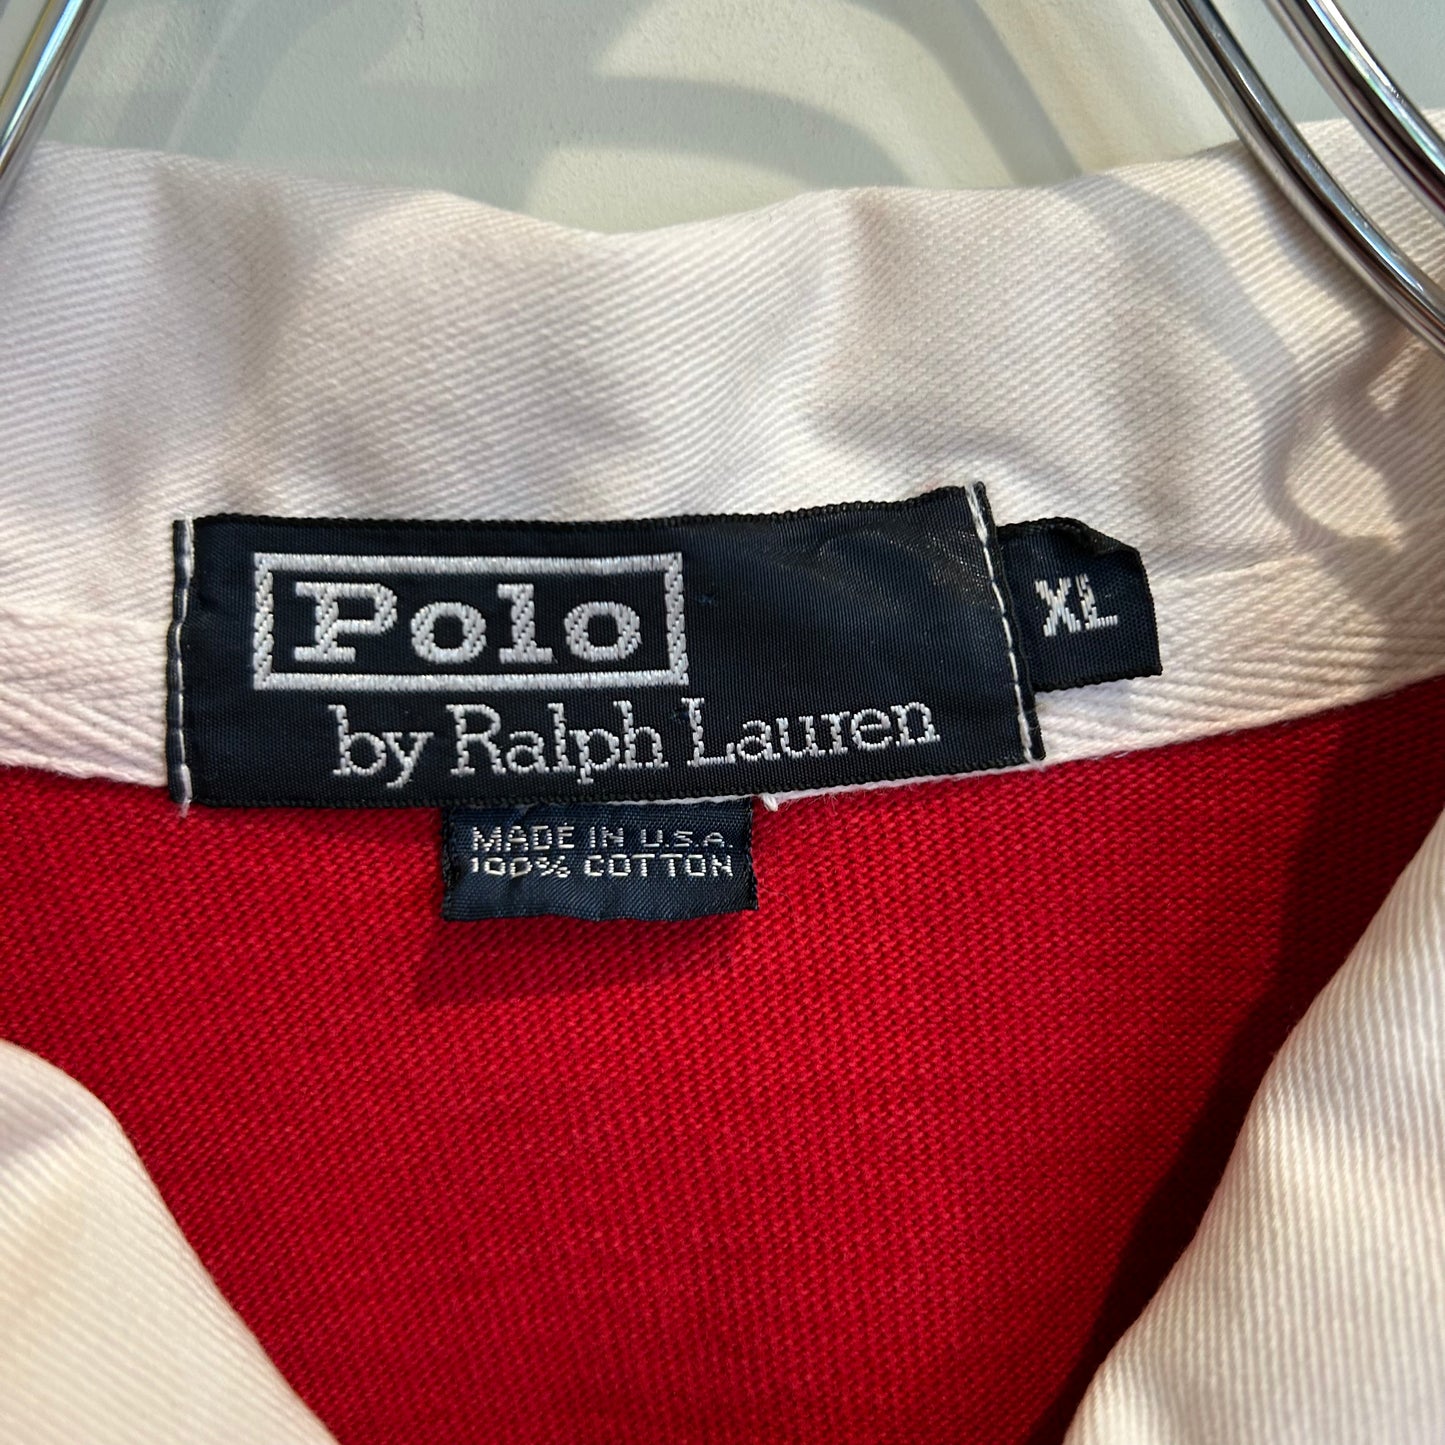 Polo
by Ralph Lauren
XL
MADE IN U.S.A.
100% COTTON